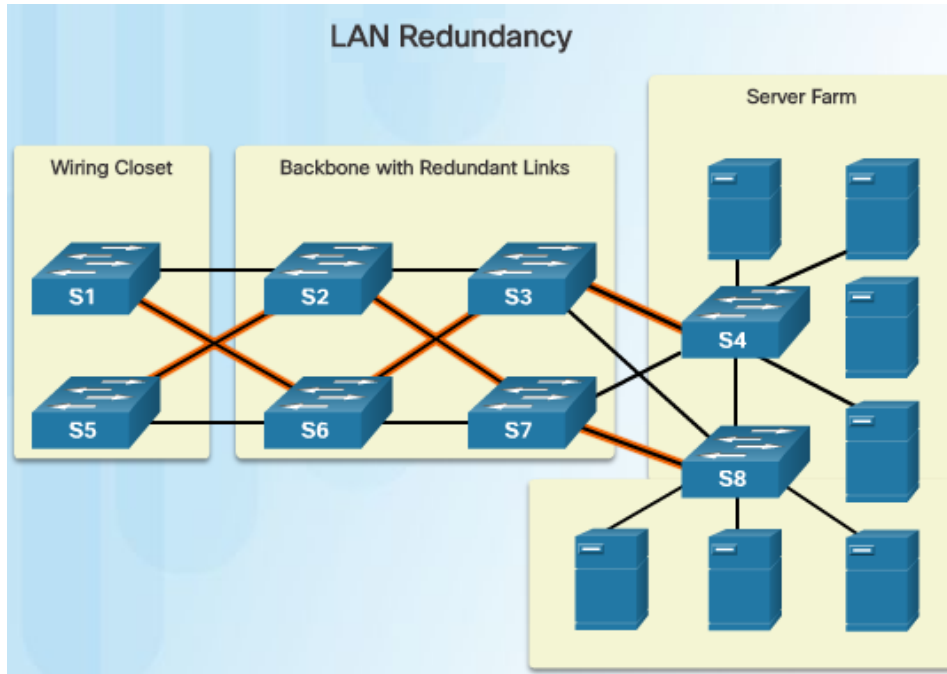 LAN Redundancy
Server Farm
Wiring Closet
Backbone with Redundant Links
S1
S2
S3
S4
S5
S6
S7
S8